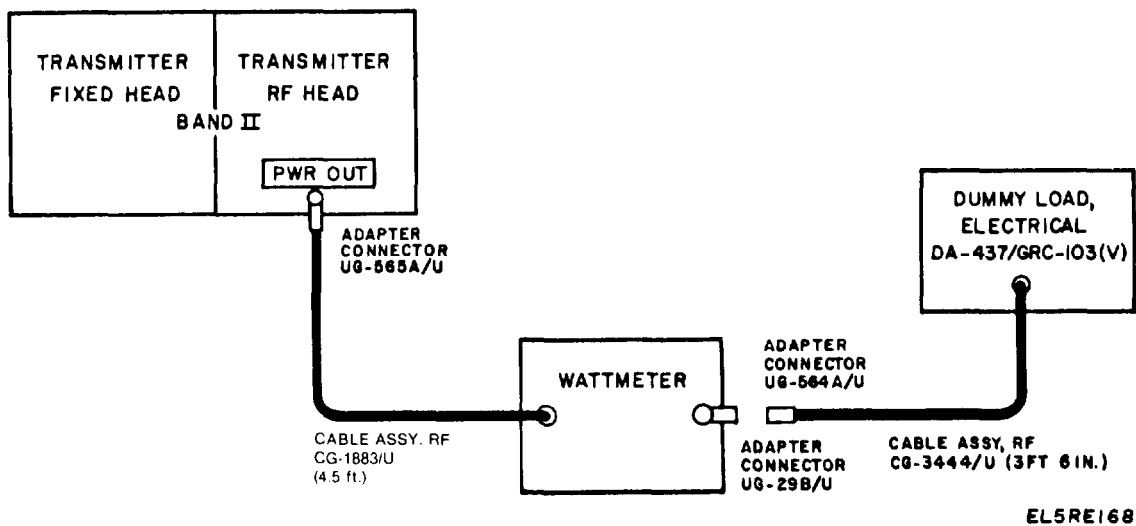 TRANSMITTER
FIXED HEAD
TRANSMITTER
RF HEAD
BAND II
PWR OUT
ADAPTER
CONNECTOR
UG-565A/U
DUMMY LOAD,
ELECTRICAL
DA-437/GRC-103(V)
WATTMETER
ADAPTER
CONNECTOR
UG-564A/U
CABLE ASSY. RF
CG-1883/U
(4.5 ft.)
ADAPTER
CONNECTOR
UG-29B/U
CABLE ASSY, RF
CG-3444/U (3FT 6IN.)
EL5RE168